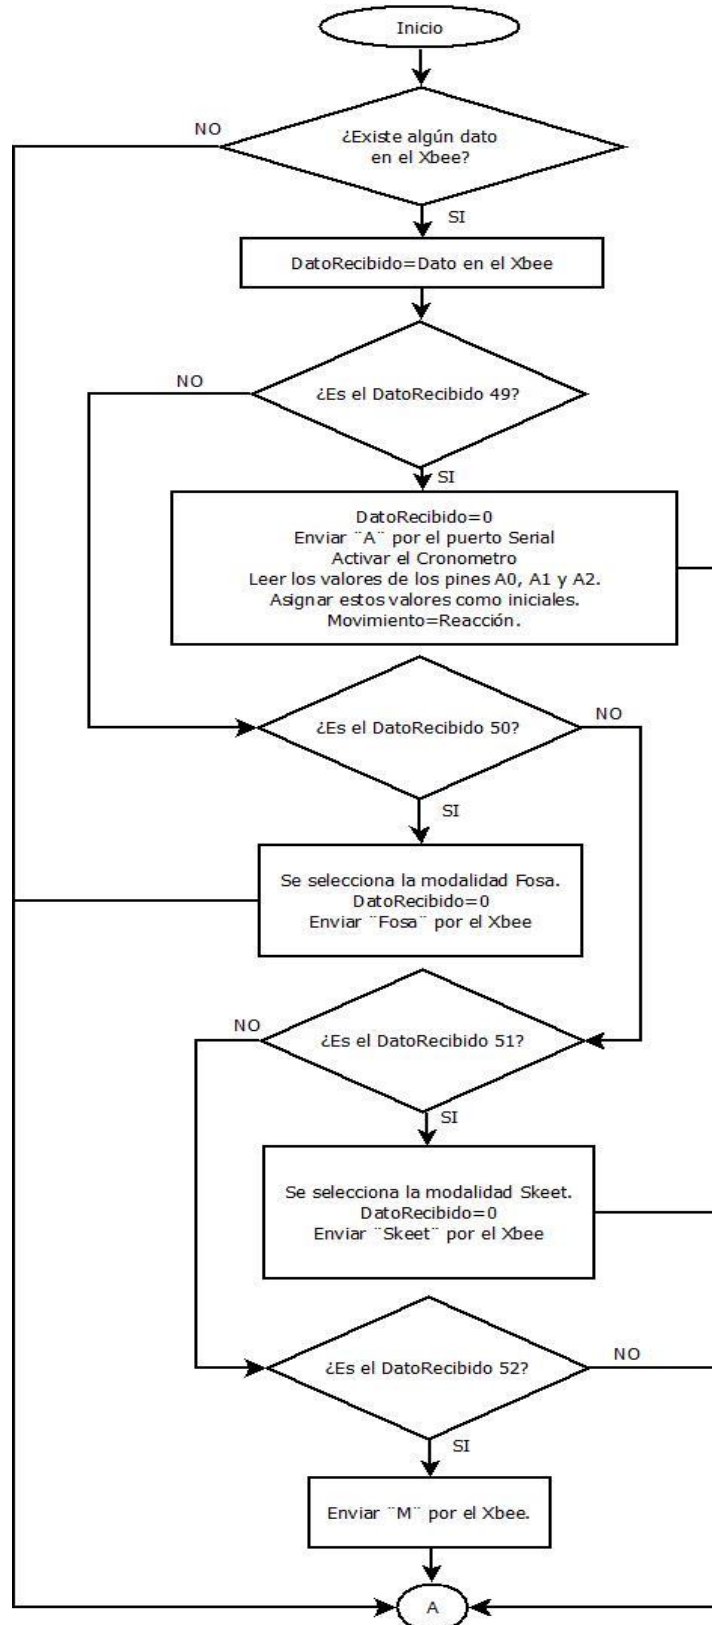 Inicio
NO
¿Existe algún dato
en el Xbee?
SI
DatoRecibido=Dato en el Xbee
NO
¿Es el DatoRecibido 49?
SI
DatoRecibido=0
Enviar ¨A¨ por el puerto Serial
Activar el Cronometro
Leer los valores de los pines A0, A1 y A2.
Asignar estos valores como iniciales.
Movimiento=Reacción.
¿Es el DatoRecibido 50?
NO
SI
Se selecciona la modalidad Fosa.
DatoRecibido=0
Enviar ¨Fosa¨ por el Xbee
NO
¿Es el DatoRecibido 51?
SI
Se selecciona la modalidad Skeet.
DatoRecibido=0
Enviar ¨Skeet¨ por el Xbee
¿Es el DatoRecibido 52?
NO
SI
Enviar ¨M¨ por el Xbee.
A